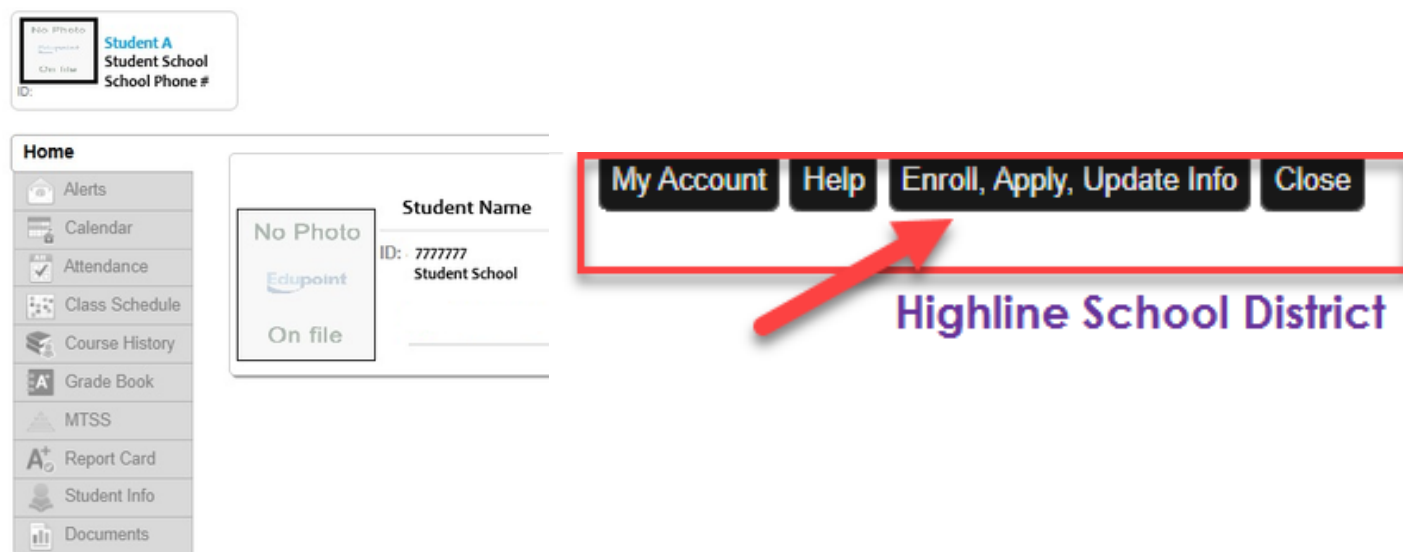 No Photo
Edupoint
On file
ID:
Student A
Student School
School Phone #
Home
Alerts
Calendar
Attendance
Class Schedule
Course History
Grade Book
MTSS
Report Card
Student Info
Documents
No Photo
Edupoint
On file
Student Name
ID: 7777777
Student School
My Account Help Enroll, Apply, Update Info Close
Highline School District